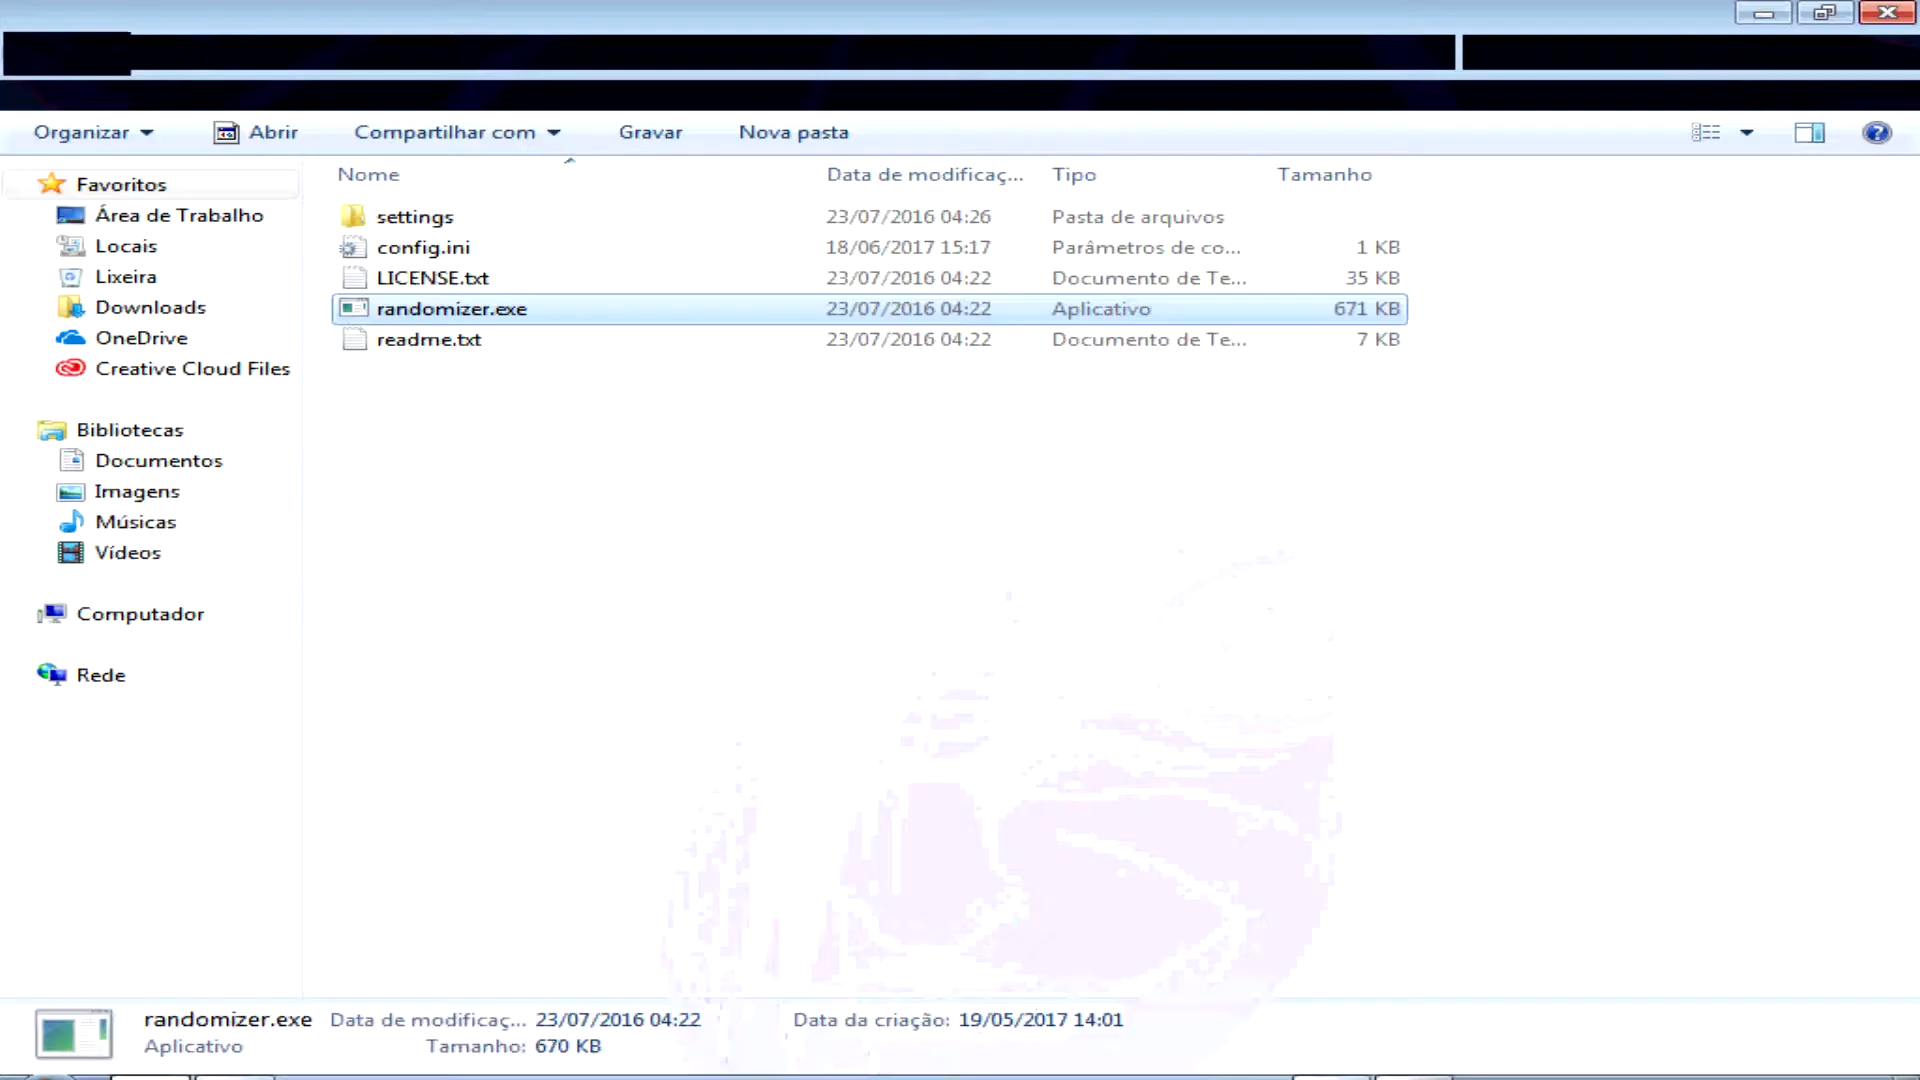 Organizar Abrir Compartilhar com Gravar Nova pasta
Nome Data de modificaç... Tipo Tamanho
Favoritos
Área de Trabalho
Locais
Lixeira
Downloads
OneDrive
Creative Cloud Files
Bibliotecas
Documentos
Imagens
Músicas
Vídeos
Computador
Rede
settings 23/07/2016 04:26 Pasta de arquivos
config.ini 18/06/2017 15:17 Parâmetros de co... 1 KB
LICENSE.txt 23/07/2016 04:22 Documento de Te... 35 KB
randomizer.exe 23/07/2016 04:22 Aplicativo 671 KB
readme.txt 23/07/2016 04:22 Documento de Te... 7 KB
randomizer.exe Data de modificaç... 23/07/2016 04:22 Data da criação: 19/05/2017 14:01
Aplicativo Tamanho: 670 KB